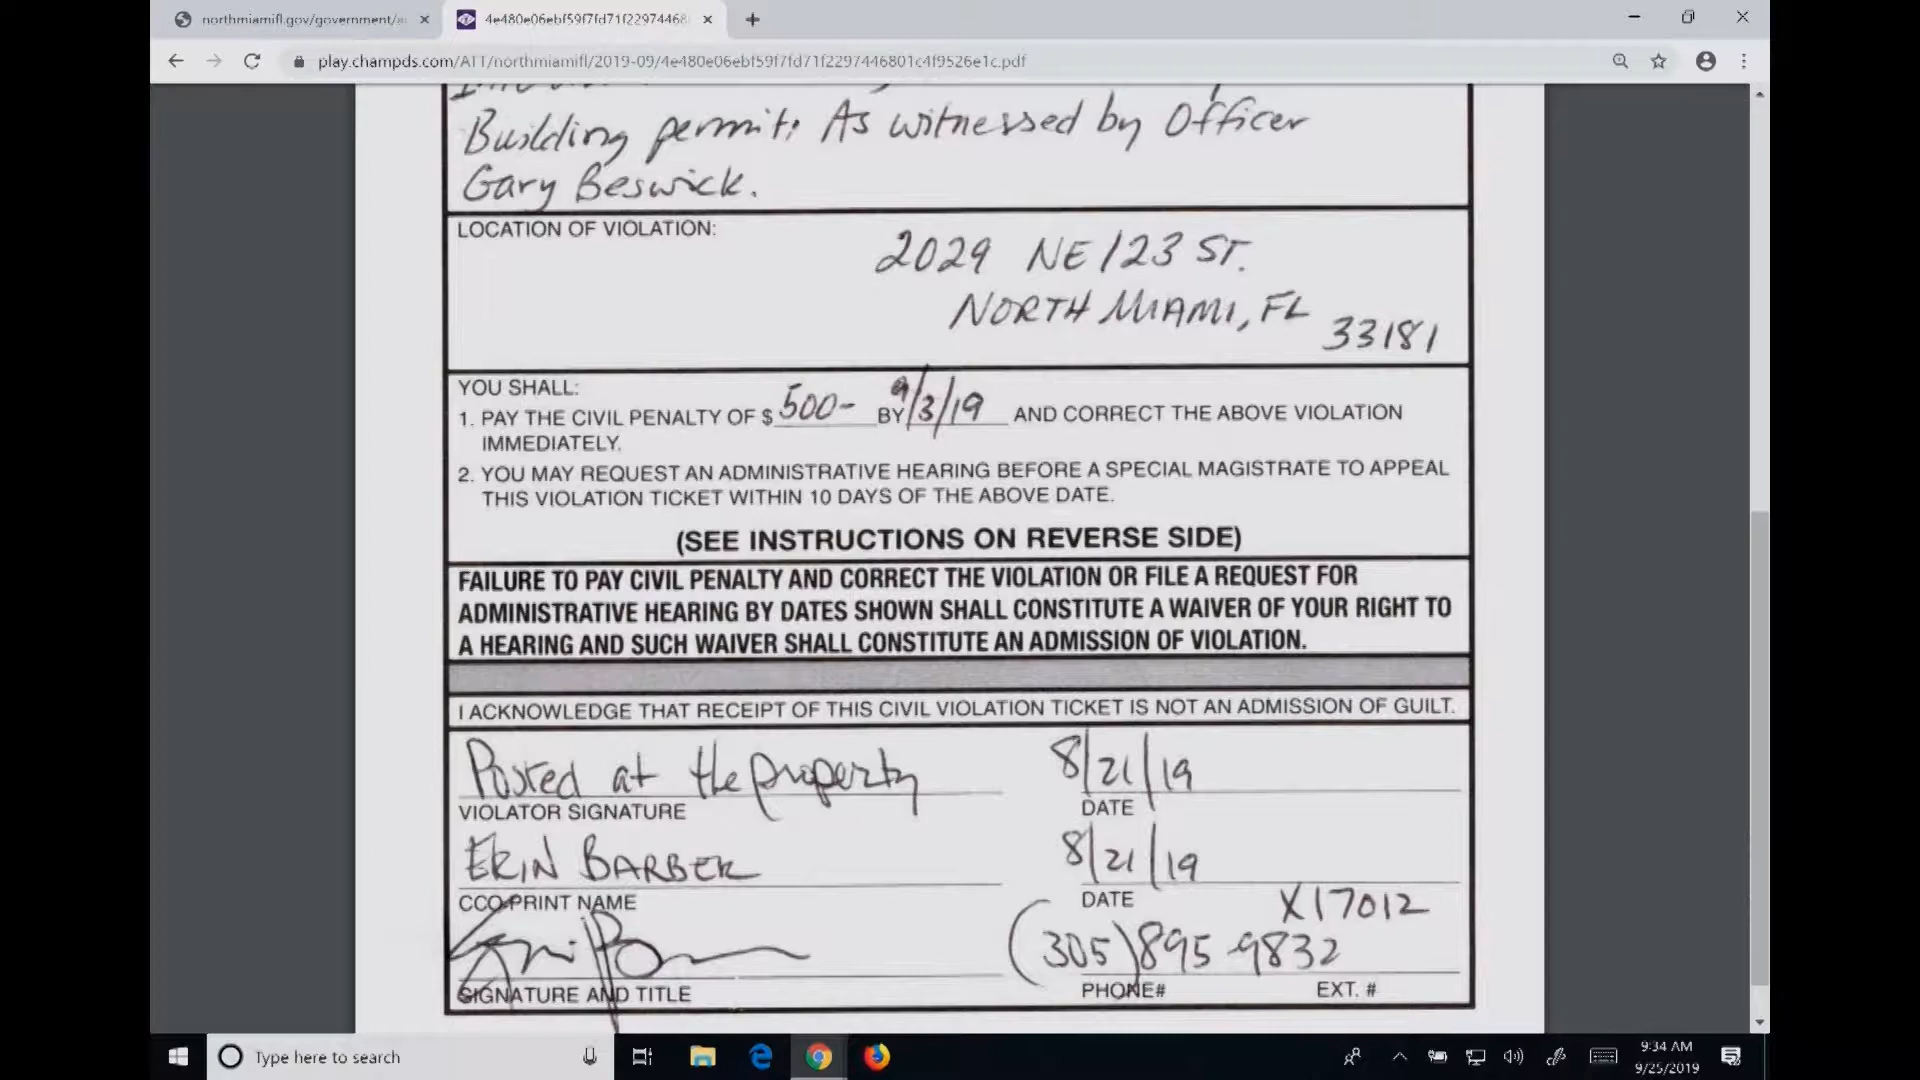 northmiamifl.gov/government/a
4e480e06ebf59f7fd71f22974468
play.champds.com/ATT/northmiamifl/2019-09/4e480e06ebf59f7fd71f2297446801c4f9526e1c.pdf
Building permit. As witnessed by Officer
Gary Beswick.
LOCATION OF VIOLATION:
2029 NE 123 ST.
NORTH MIAMI, FL
33181
YOU SHALL:
1. PAY THE CIVIL PENALTY OF $ 500- BY 9/3/19 AND CORRECT THE ABOVE VIOLATION
IMMEDIATELY.
2. YOU MAY REQUEST AN ADMINISTRATIVE HEARING BEFORE A SPECIAL MAGISTRATE TO APPEAL
THIS VIOLATION TICKET WITHIN 10 DAYS OF THE ABOVE DATE.
(SEE INSTRUCTIONS ON REVERSE SIDE)
FAILURE TO PAY CIVIL PENALTY AND CORRECT THE VIOLATION OR FILE A REQUEST FOR
ADMINISTRATIVE HEARING BY DATES SHOWN SHALL CONSTITUTE A WAIVER OF YOUR RIGHT TO
A HEARING AND SUCH WAIVER SHALL CONSTITUTE AN ADMISSION OF VIOLATION.
I ACKNOWLEDGE THAT RECEIPT OF THIS CIVIL VIOLATION TICKET IS NOT AN ADMISSION OF GUILT.
Posted at the property 8/21/19
VIOLATOR SIGNATURE DATE
ERIN BARBER 8/21/19
CCO PRINT NAME DATE
X17012
(305) 895-9832
SIGNATURE AND TITLE PHONE# EXT. #
Type here to search
9:34 AM
9/25/2019